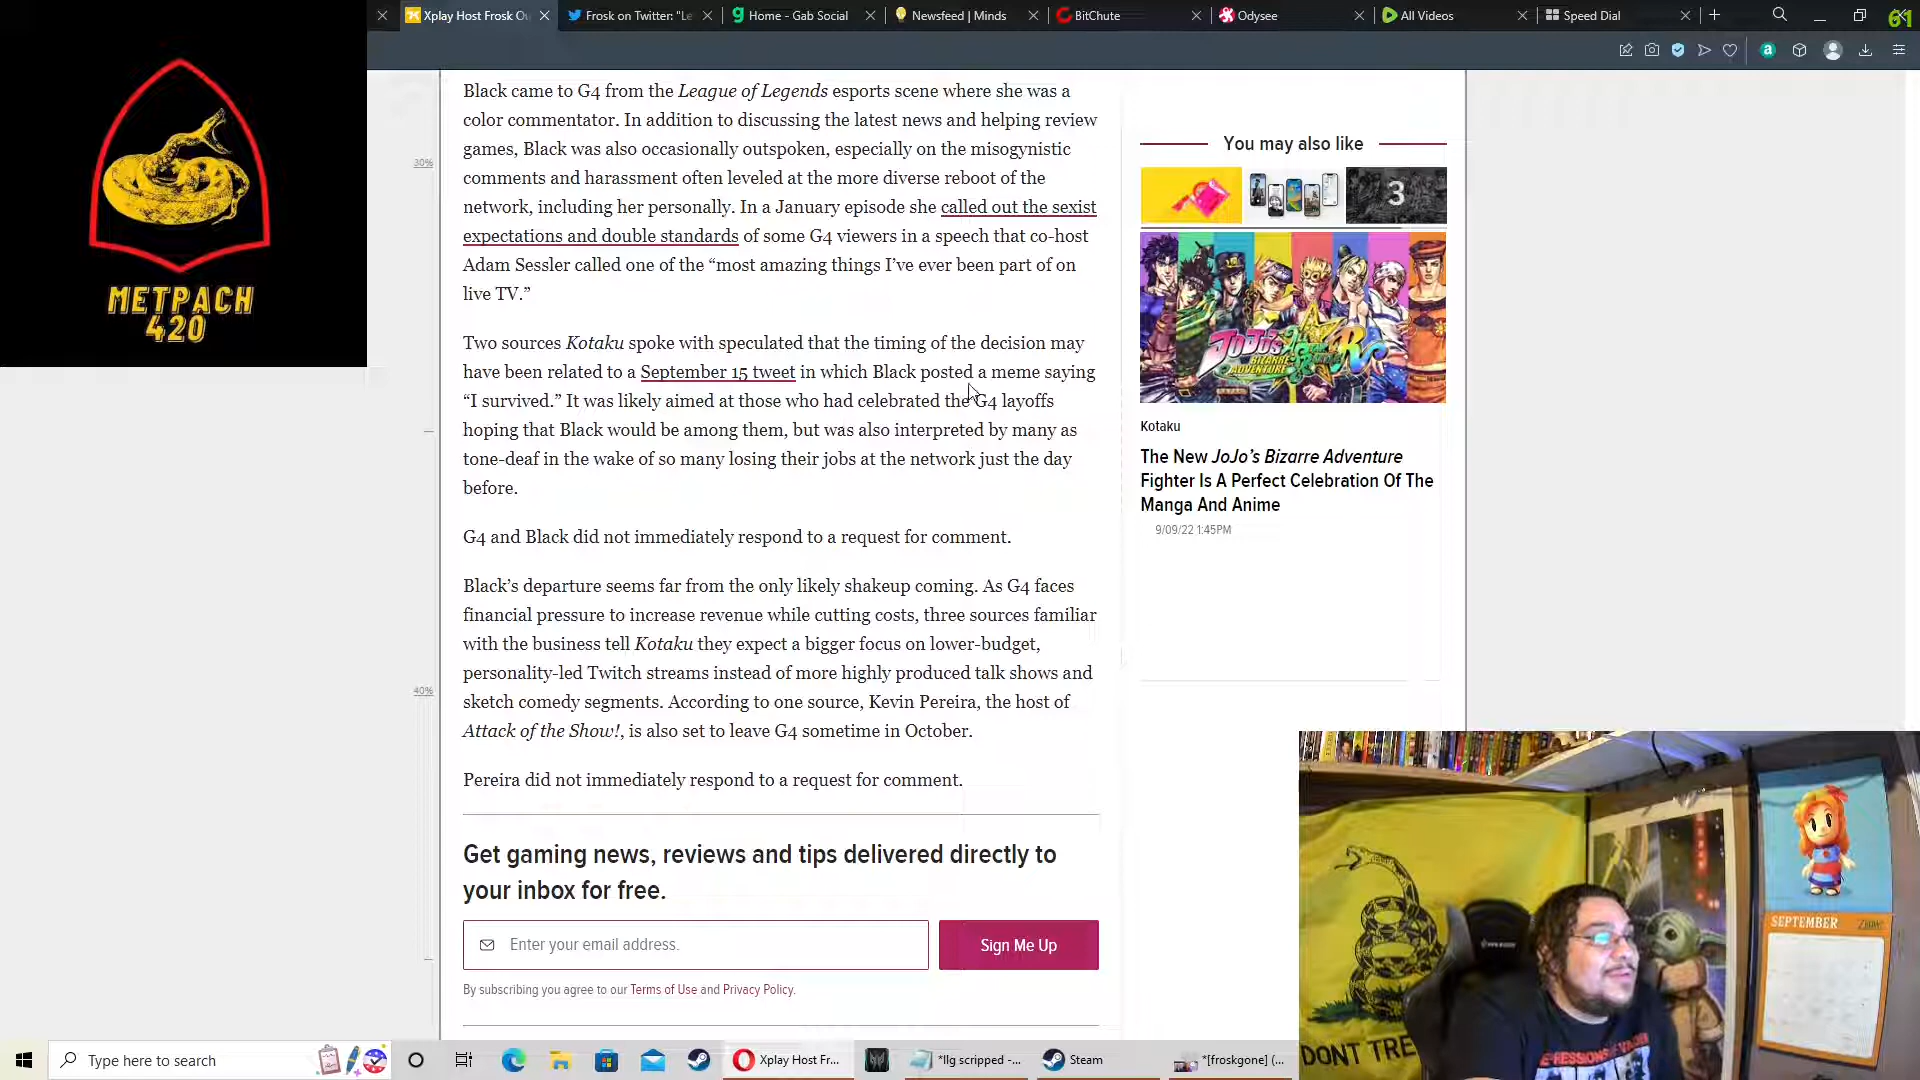 Xplay Host Frosk Ou
Frosk on Twitter: "Le
Home - Gab Social
Newsfeed | Minds
BitChute
Odysee
All Videos
Speed Dial
61
METPACH
420
Black came to G4 from the League of Legends esports scene where she was a
color commentator. In addition to discussing the latest news and helping review
games, Black was also occasionally outspoken, especially on the misogynistic
comments and harassment often leveled at the more diverse reboot of the
network, including her personally. In a January episode she called out the sexist
expectations and double standards of some G4 viewers in a speech that co-host
Adam Sessler called one of the “most amazing things I’ve ever been part of on
live TV.”
Two sources Kotaku spoke with speculated that the timing of the decision may
have been related to a September 15 tweet in which Black posted a meme saying
“I survived.” It was likely aimed at those who had celebrated the G4 layoffs
hoping that Black would be among them, but was also interpreted by many as
tone-deaf in the wake of so many losing their jobs at the network just the day
before.
G4 and Black did not immediately respond to a request for comment.
Black’s departure seems far from the only likely shakeup coming. As G4 faces
financial pressure to increase revenue while cutting costs, three sources familiar
with the business tell Kotaku they expect a bigger focus on lower-budget,
personality-led Twitch streams instead of more highly produced talk shows and
sketch comedy segments. According to one source, Kevin Pereira, the host of
Attack of the Show!, is also set to leave G4 sometime in October.
Pereira did not immediately respond to a request for comment.
Get gaming news, reviews and tips delivered directly to
your inbox for free.
Enter your email address.
Sign Me Up
By subscribing you agree to our Terms of Use and Privacy Policy.
30%
40%
You may also like
3
JoJo's
BIZARRE
ADVENTURE
Kotaku
The New JoJo’s Bizarre Adventure
Fighter Is A Perfect Celebration Of The
Manga And Anime
9/09/22 1:45PM
SEPTEMBER
DONT TRE
Type here to search
Xplay Host Fr...
*llg scripped -...
Steam
*[froskgone] (...